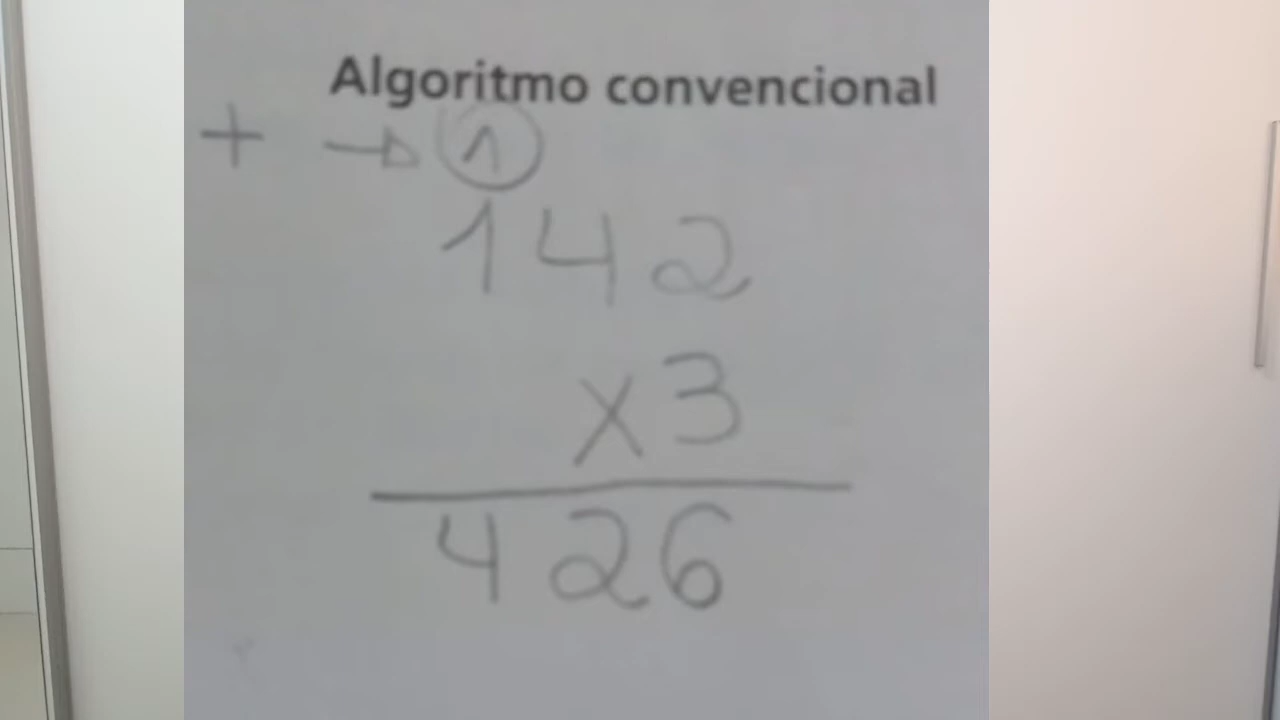 Algoritmo convencional
+ → 1
142
x3
426